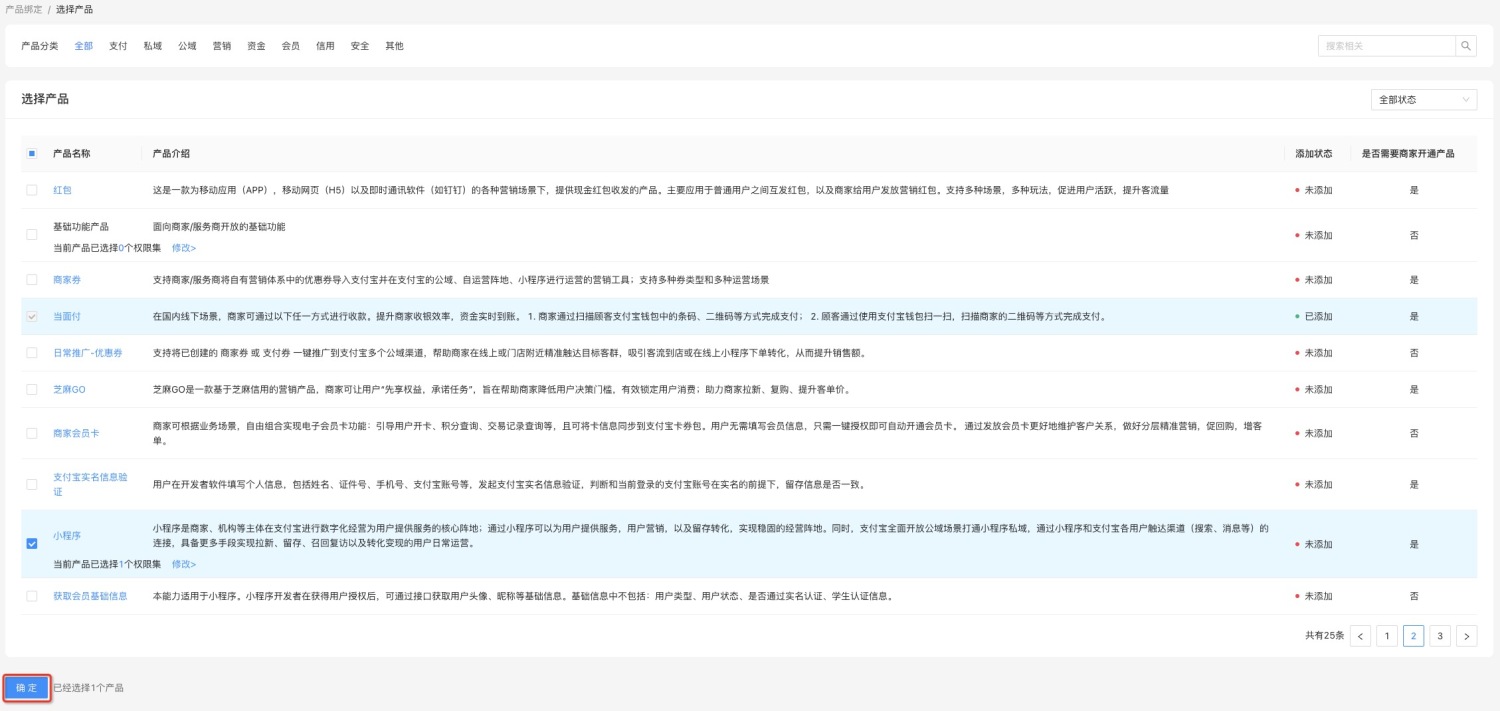 产品绑定 / 选择产品
产品分类 全部 支付 私域 公域 营销 资金 会员 信用 安全 其他 搜索相关
选择产品 全部状态
产品名称 产品介绍 添加状态 是否需要商家开通产品
红包 这是一款为移动应用（APP），移动网页（H5）以及即时通讯软件（如钉钉）的各种营销场景下，提供现金红包收发的产品。主要应用于普通用户之间互发红包，以及商家给用户发放营销红包。支持多种场景，多种玩法，促进用户活跃，提升客流量 未添加 是
基础功能产品 面向商家/服务商开放的基础功能 未添加 否
当前产品已选择0个权限集 修改>
商家券 支持商家/服务商将自有营销体系中的优惠券导入支付宝并在支付宝的公域、自运营阵地、小程序进行运营的营销工具；支持多种券类型和多种运营场景 未添加 是
当面付 在国内线下场景，商家可通过以下任一方式进行收款。提升商家收银效率，资金实时到账。 1. 商家通过扫描顾客支付宝钱包中的条码、二维码等方式完成支付； 2. 顾客通过使用支付宝钱包扫一扫，扫描商家的二维码等方式完成支付。 已添加 是
日常推广-优惠券 支持将已创建的 商家券 或 支付券 一键推广到支付宝多个公域渠道，帮助商家在线上或门店附近精准触达目标客群，吸引客流到店或在线上小程序下单转化，从而提升销售额。 未添加 否
芝麻GO 芝麻GO是一款基于芝麻信用的营销产品，商家可让用户“先享权益，承诺任务”，旨在帮助商家降低用户决策门槛，有效锁定用户消费；助力商家拉新、复购、提升客单价。 未添加 是
商家会员卡 商家可根据业务场景，自由组合实现电子会员卡功能：引导用户开卡、积分查询、交易记录查询等，且可将卡信息同步到支付宝卡券包。用户无需填写会员信息，只需一键授权即可自动开通会员卡。 通过发放会员卡更好地维护客户关系，做好分层精准营销，促回购，增客 未添加 否
单。
支付宝实名信息验 用户在开发者软件填写个人信息，包括姓名、证件号、手机号、支付宝账号等，发起支付宝实名信息验证，判断和当前登录的支付宝账号在实名的前提下，留存信息是否一致。 未添加 是
证
小程序 小程序是商家、机构等主体在支付宝进行数字化经营为用户提供服务的核心阵地；通过小程序可以为用户提供服务，用户营销，以及留存转化，实现稳固的经营阵地。同时，支付宝全面开放公域场景打通小程序私域，通过小程序和支付宝各用户触达渠道（搜索、消息等）的 未添加 是
连接，具备更多手段实现拉新、留存、召回复访以及转化变现的用户日常运营。
当前产品已选择1个权限集 修改>
获取会员基础信息 本能力适用于小程序。小程序开发者在获得用户授权后，可通过接口获取用户头像、昵称等基础信息。基础信息中不包括：用户类型、用户状态、是否通过实名认证、学生认证信息。 未添加 否
共有25条 < 1 2 3 >
确 定 已经选择1个产品